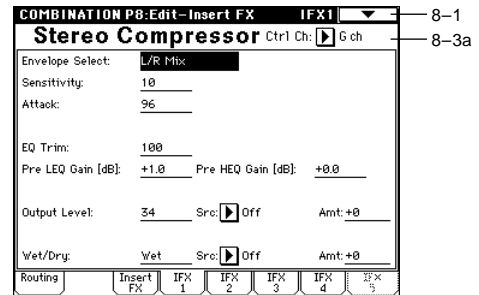 COMBINATION P8:Edit-Insert FX IFX1
8–1
Stereo Compressor Ctrl Ch: G ch
8–3a
Envelope Select: L/R Mix
Sensitivity: 10
Attack: 96
EQ Trim: 100
Pre LEQ Gain [dB]: +1.0 Pre HEQ Gain [dB]: +0.0
Output Level: 34 Src: Off Amt: +0
Wet/Dry: Wet Src: Off Amt: +0
Routing Insert FX IFX 1 IFX 2 IFX 3 IFX 4 IFX 5